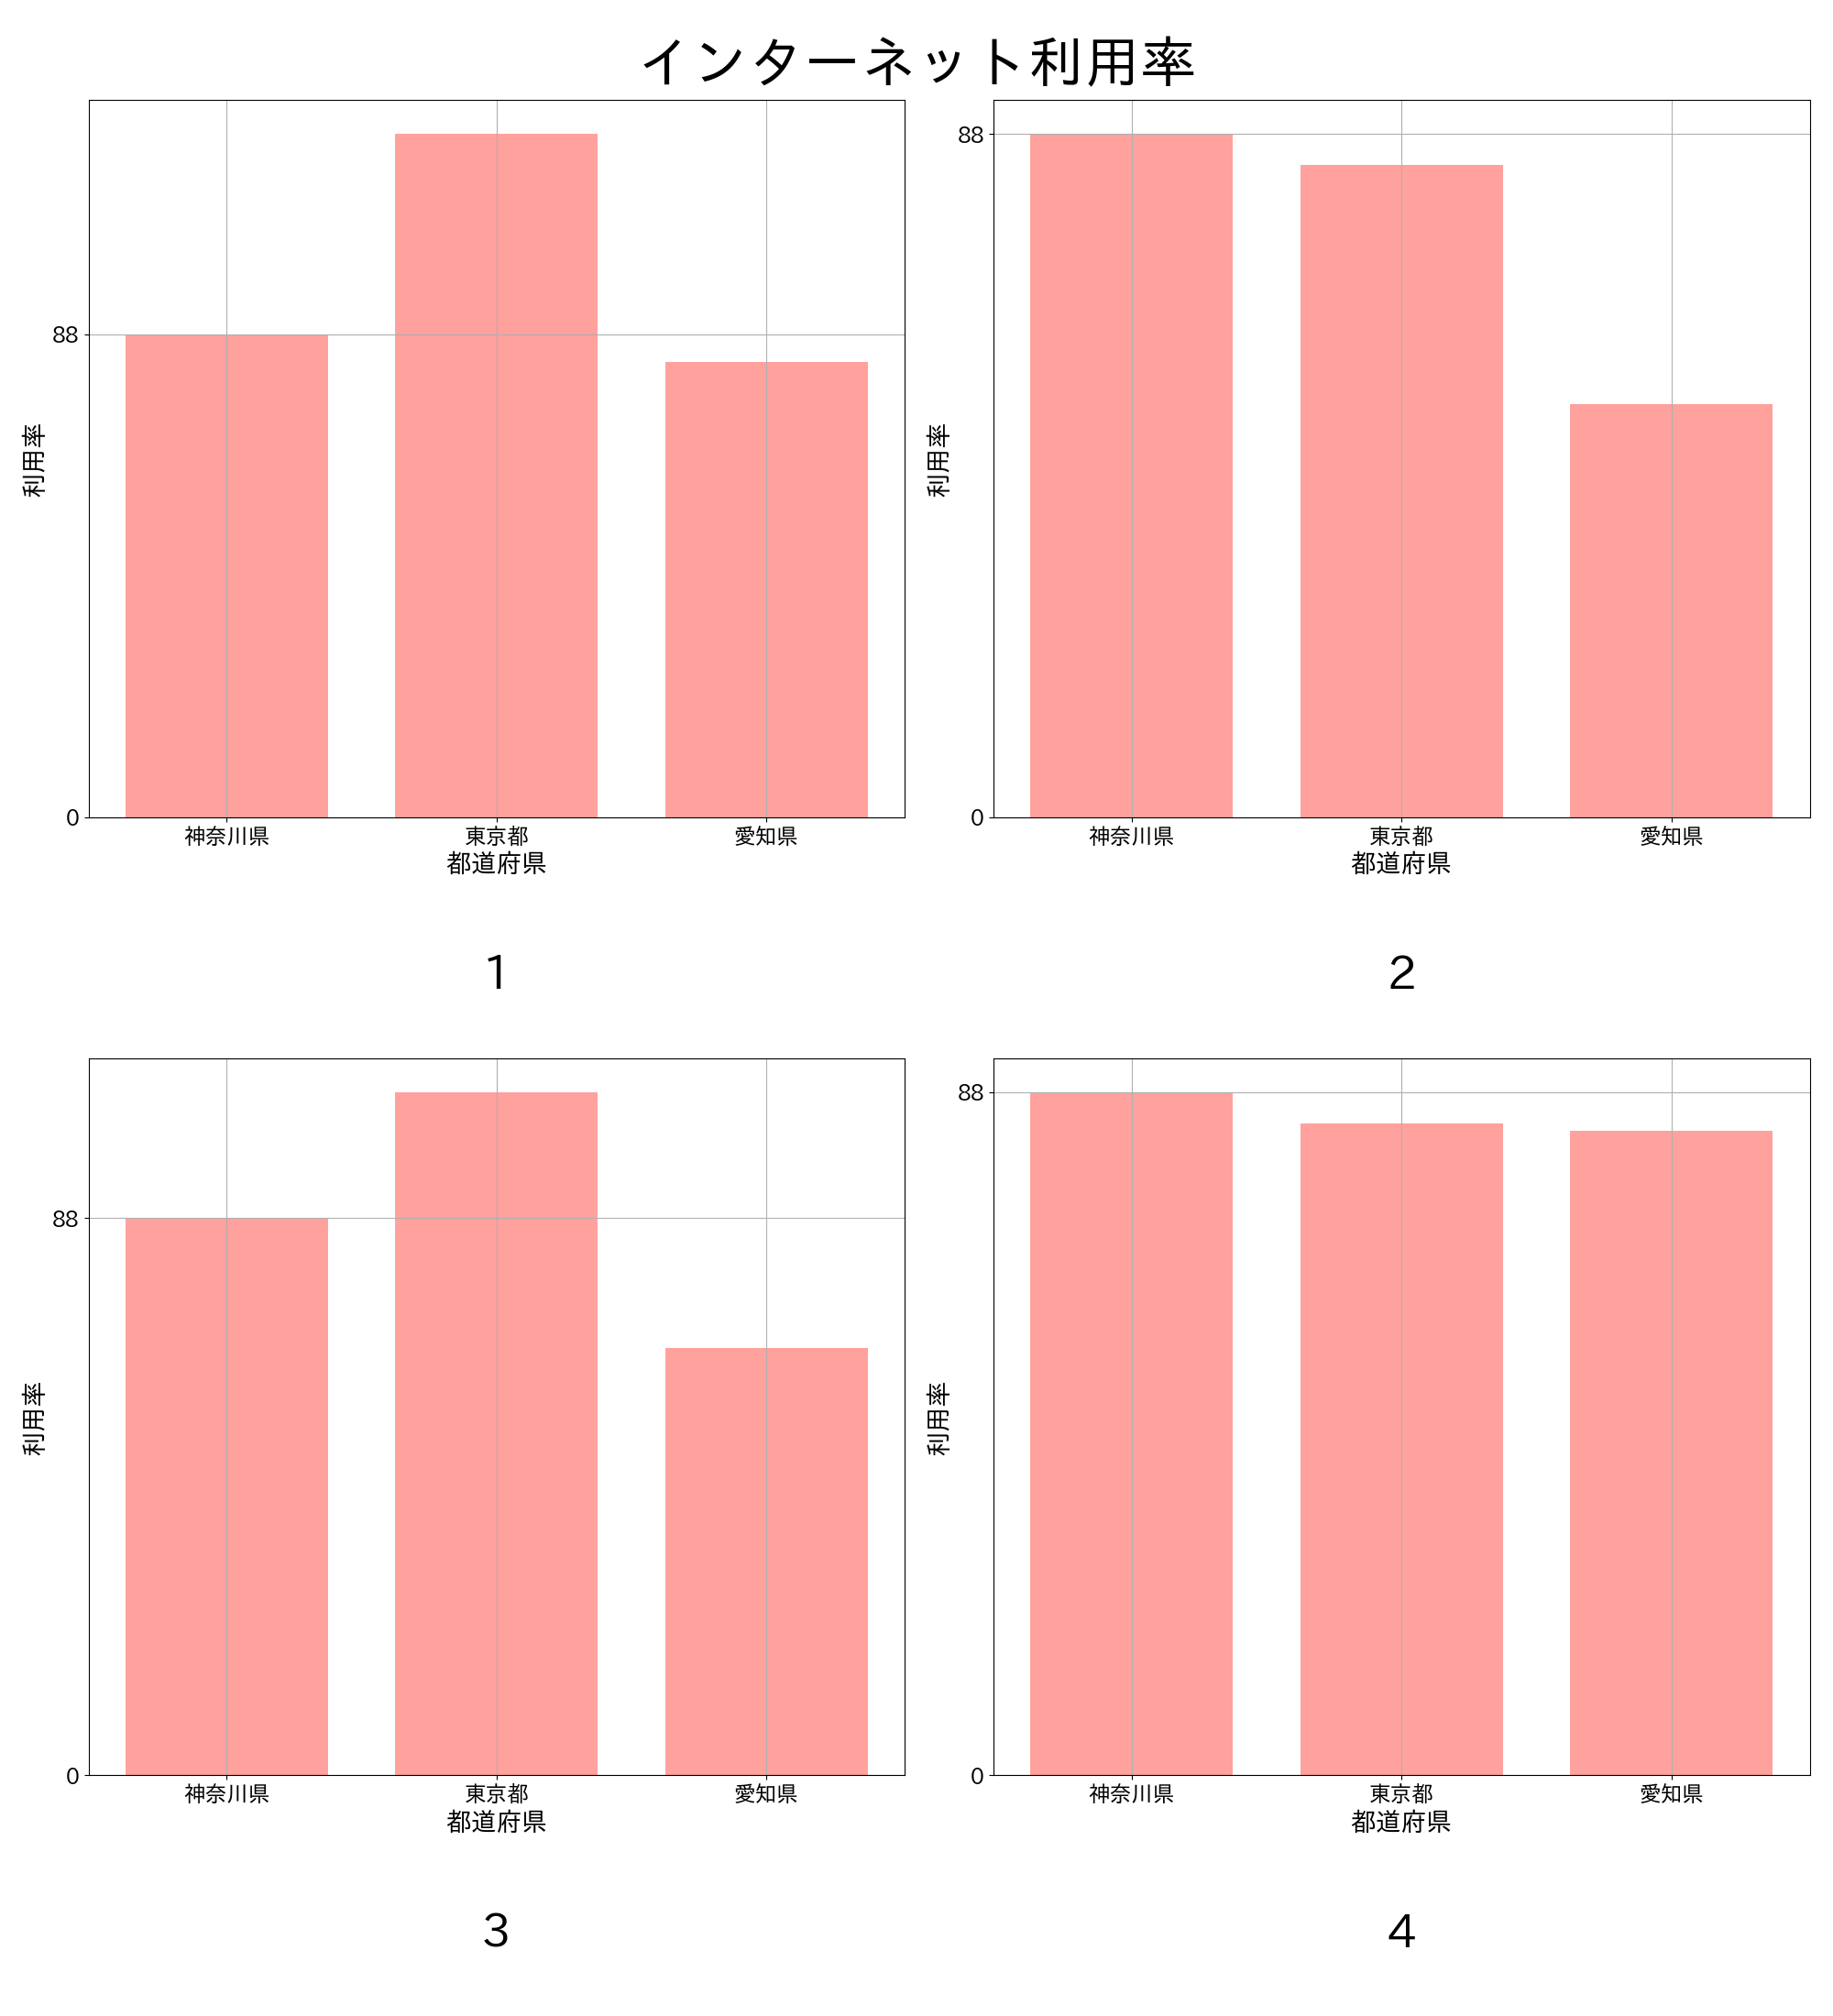 インターネット利用率
88
0
利用率
神奈川県 東京都 愛知県
都道府県
1
88
0
利用率
神奈川県 東京都 愛知県
都道府県
2
88
0
利用率
神奈川県 東京都 愛知県
都道府県
3
88
0
利用率
神奈川県 東京都 愛知県
都道府県
4